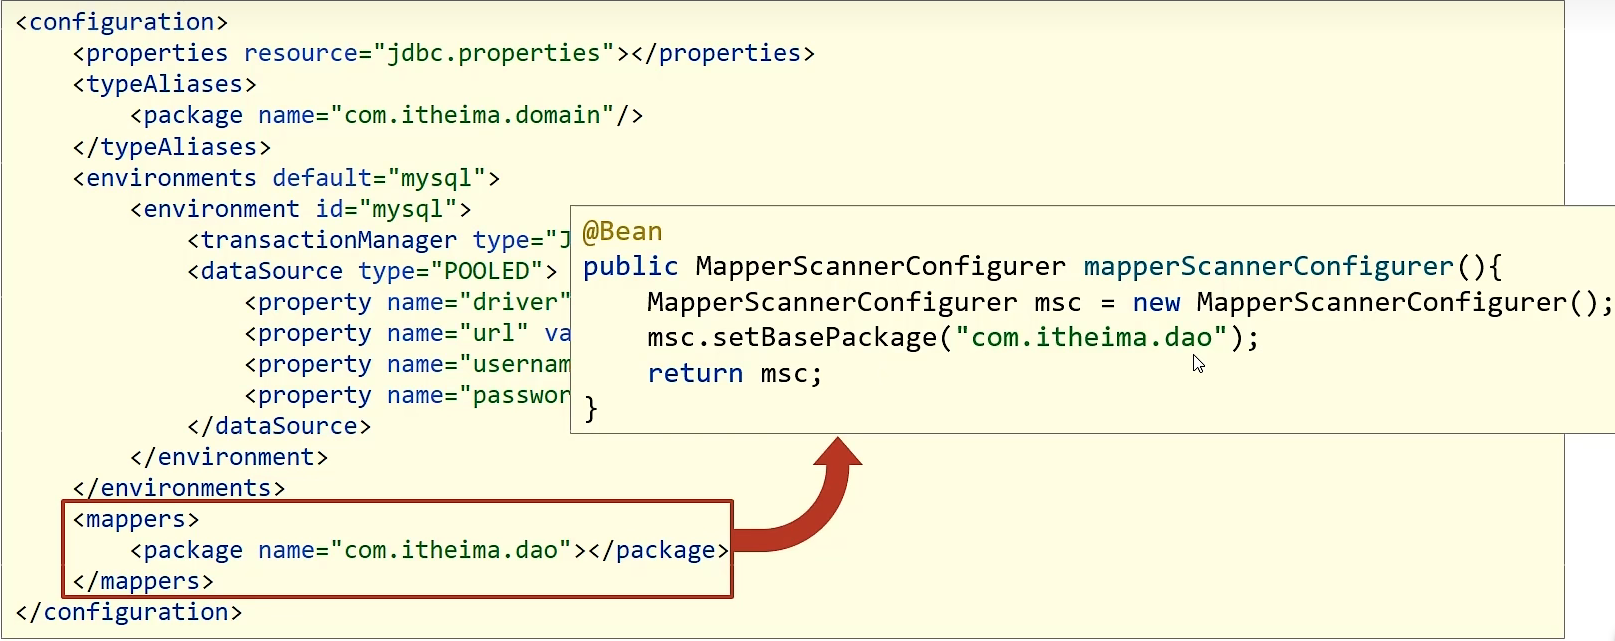 <configuration>
    <properties resource="jdbc.properties"></properties>
    <typeAliases>
        <package name="com.itheima.domain"/>
    </typeAliases>
    <environments default="mysql">
        <environment id="mysql">
            <transactionManager type="J
            <dataSource type="POOLED">
                <property name="driver"
                <property name="url" va
                <property name="usernam
                <property name="passwor
            </dataSource>
        </environment>
    </environments>
    <mappers>
        <package name="com.itheima.dao"></package>
    </mappers>
</configuration>
@Bean
public MapperScannerConfigurer mapperScannerConfigurer(){
    MapperScannerConfigurer msc = new MapperScannerConfigurer();
    msc.setBasePackage("com.itheima.dao");
    return msc;
}